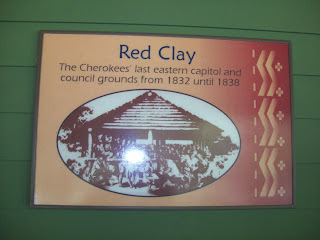 Red Clay
The Cherokees' last eastern capitol and
council grounds from 1832 until 1838